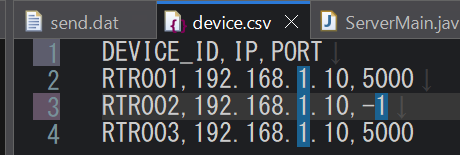 send.dat device.csv ServerMain.jav
1 DEVICE_ID,IP,PORT↓
2 RTR001,192.168.1.10,5000↓
3 RTR002,192.168.1.10,-1↓
4 RTR003,192.168.1.10,5000